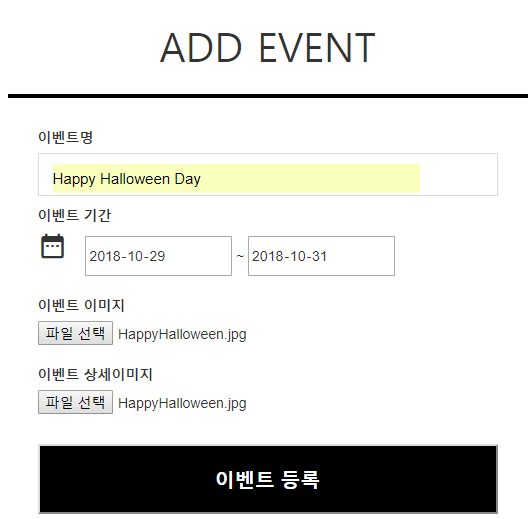 ADD EVENT
이벤트명
Happy Halloween Day
이벤트 기간
2018-10-29 ~ 2018-10-31
이벤트 이미지
파일 선택 HappyHalloween.jpg
이벤트 상세이미지
파일 선택 HappyHalloween.jpg
이벤트 등록